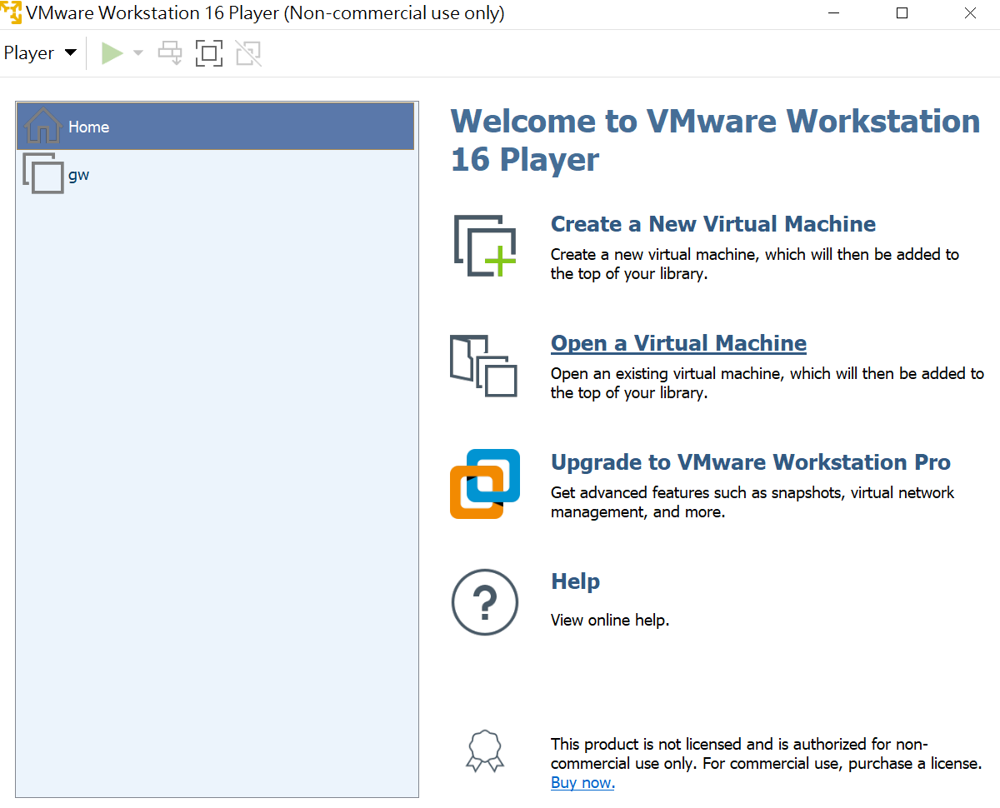 VMware Workstation 16 Player (Non-commercial use only)
Player
Home
gw
Welcome to VMware Workstation
16 Player
Create a New Virtual Machine
Create a new virtual machine, which will then be added to
the top of your library.
Open a Virtual Machine
Open an existing virtual machine, which will then be added to
the top of your library.
Upgrade to VMware Workstation Pro
Get advanced features such as snapshots, virtual network
management, and more.
Help
View online help.
This product is not licensed and is authorized for non-
commercial use only. For commercial use, purchase a license.
Buy now.